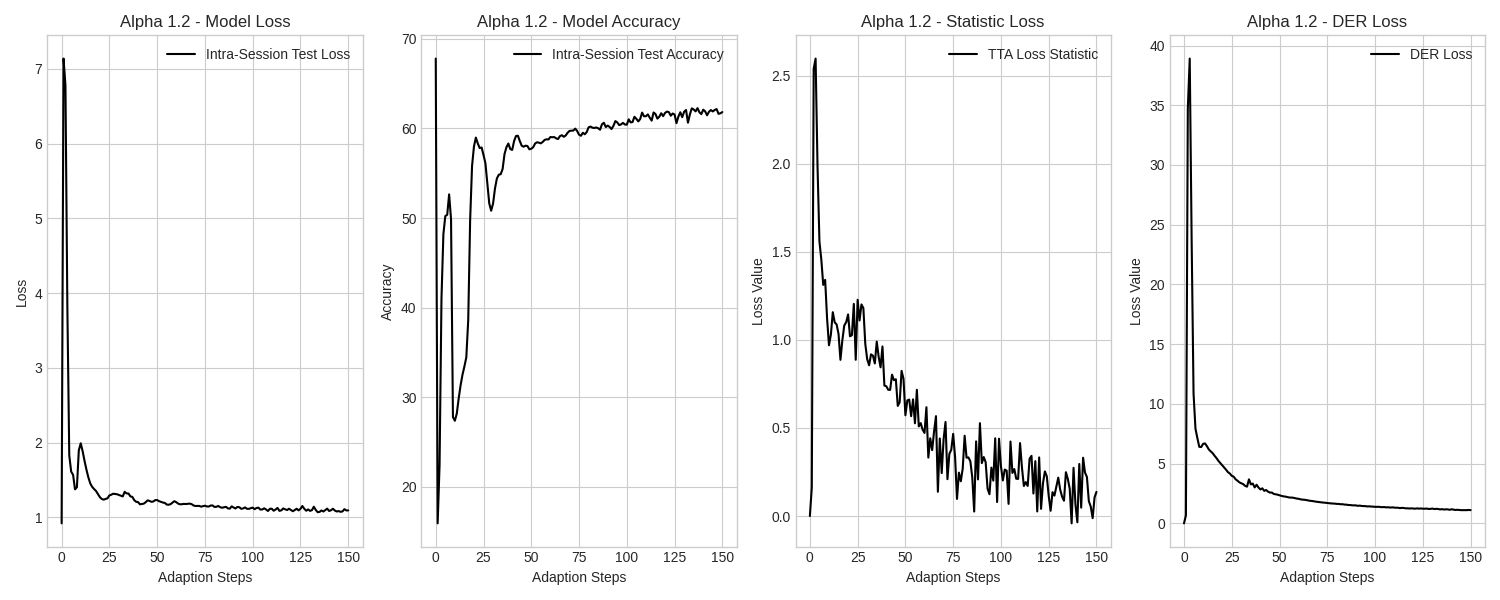 Alpha 1.2 - Model Loss
Intra-Session Test Loss
7
6
5
4
3
2
1
Loss
0 25 50 75 100 125 150
Adaption Steps
Alpha 1.2 - Model Accuracy
Intra-Session Test Accuracy
70
60
50
40
30
20
Accuracy
0 25 50 75 100 125 150
Adaption Steps
Alpha 1.2 - Statistic Loss
TTA Loss Statistic
2.5
2.0
1.5
1.0
0.5
0.0
Loss Value
0 25 50 75 100 125 150
Adaption Steps
Alpha 1.2 - DER Loss
DER Loss
40
35
30
25
20
15
10
5
0
Loss Value
0 25 50 75 100 125 150
Adaption Steps